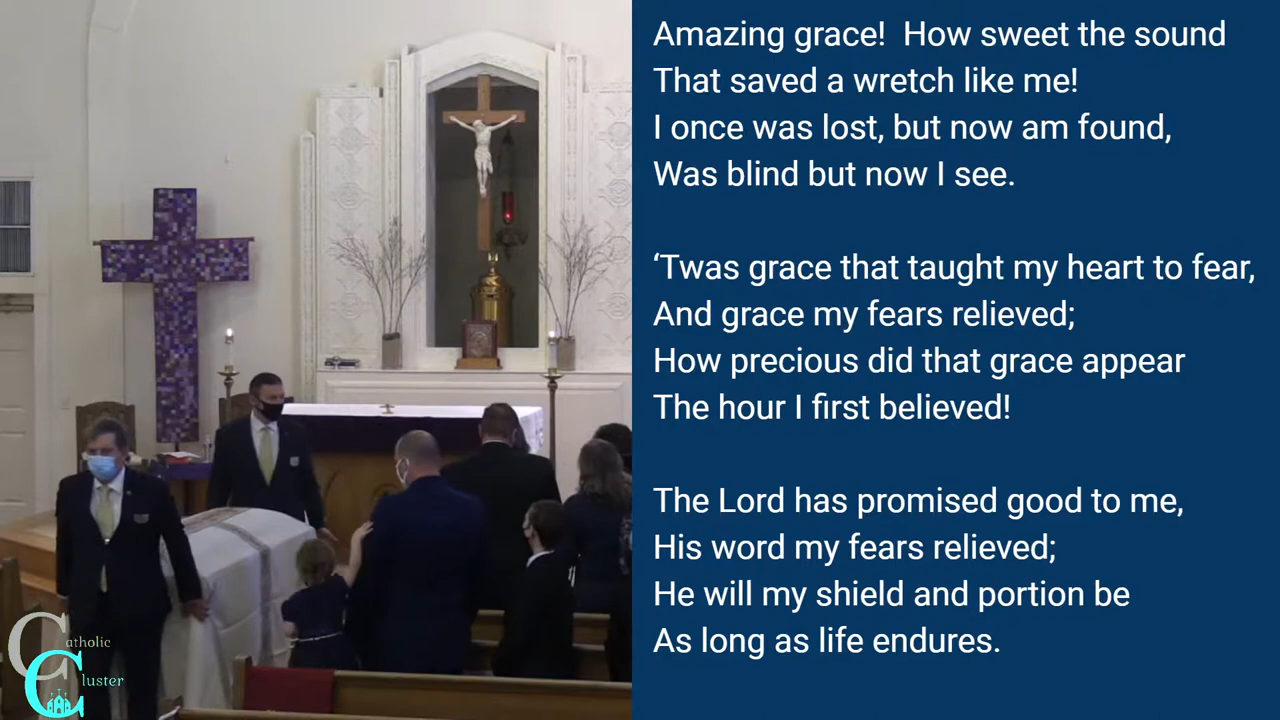 Amazing grace!  How sweet the sound
That saved a wretch like me!
I once was lost, but now am found,
Was blind but now I see.
‘Twas grace that taught my heart to fear,
And grace my fears relieved;
How precious did that grace appear
The hour I first believed!
The Lord has promised good to me,
His word my fears relieved;
He will my shield and portion be
As long as life endures.
Catholic
Cluster